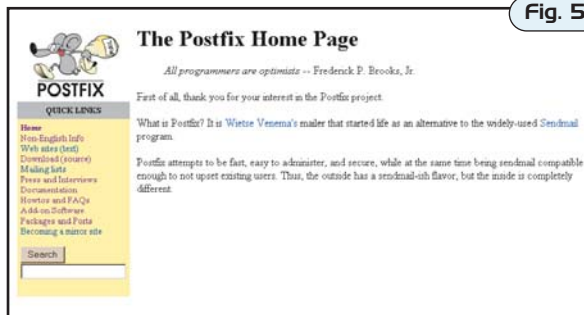 Fig. 5
POSTFIX
QUICK LINKS
Home
Non-English Info
Web sites (text)
Download (source)
Mailing lists
Press and Interviews
Documentation
Howtos and FAQs
Add-on Software
Packages and Ports
Becoming a mirror site
Search
The Postfix Home Page
All programmers are optimists -- Frederick P. Brooks, Jr.
First of all, thank you for your interest in the Postfix project.
What is Postfix? It is Wietse Venema's mailer that started life as an alternative to the widely-used Sendmail
program.
Postfix attempts to be fast, easy to administer, and secure, while at the same time being sendmail compatible
enough to not upset existing users. Thus, the outside has a sendmail-ish flavor, but the inside is completely
different.